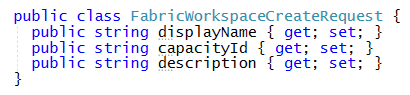 public class FabricWorkspaceCreateRequest {
  public string displayName { get; set; }
  public string capacityId { get; set; }
  public string description { get; set; }
}